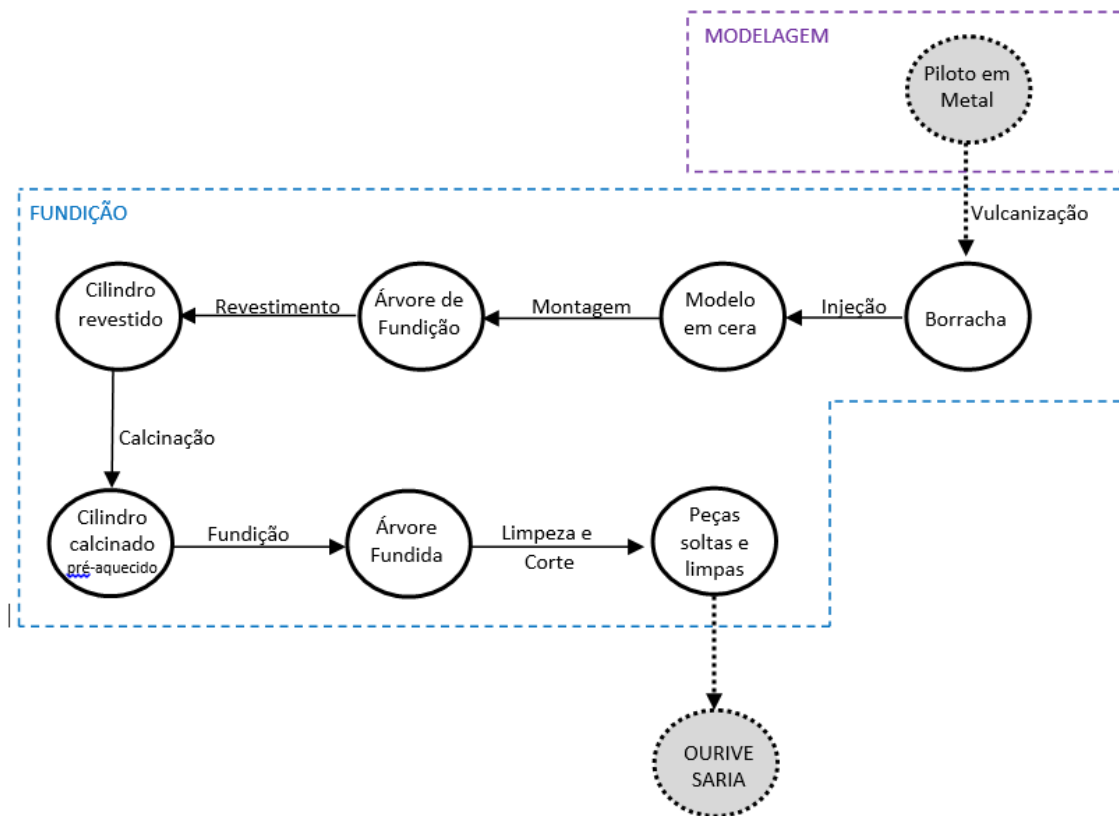 MODELAGEM
Piloto em
Metal
Vulcanização
FUNDIÇÃO
Borracha
Injeção
Modelo
em cera
Montagem
Árvore de
Fundição
Revestimento
Cilindro
revestido
Calcinação
Cilindro
calcinado
pré-aquecido
Fundição
Árvore
Fundida
Limpeza e
Corte
Peças
soltas e
limpas
OURIVE
SARIA